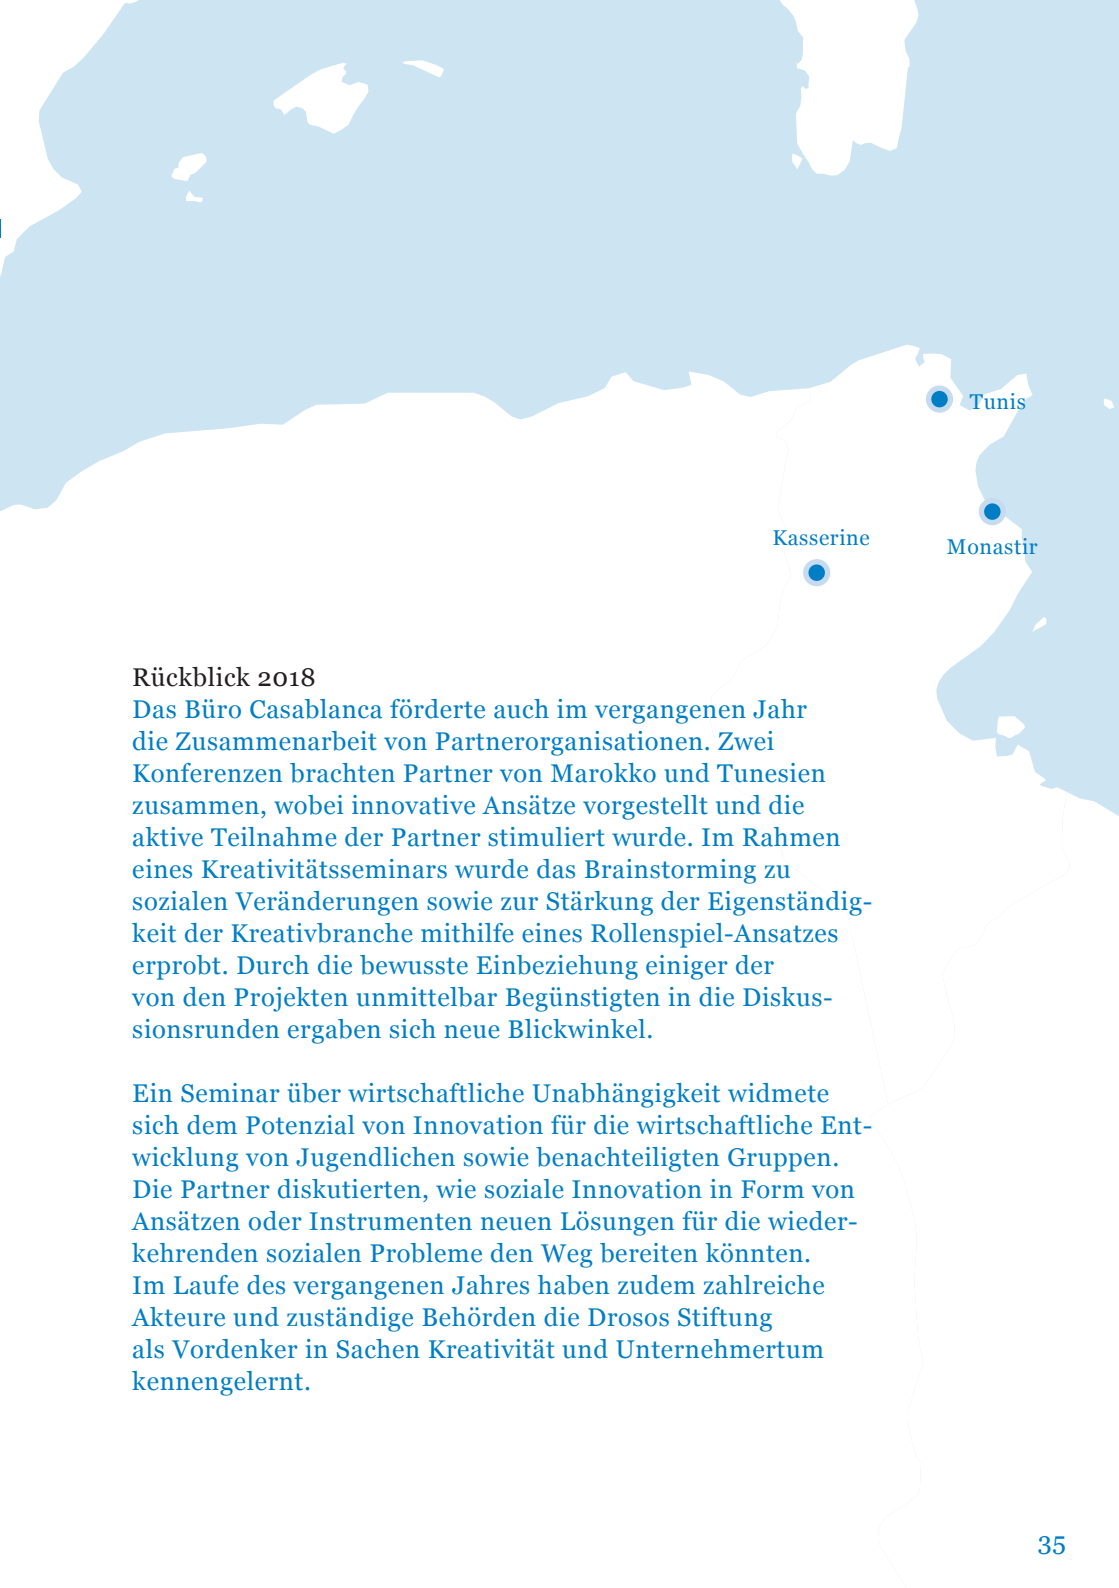 Tunis
Kasserine
Monastir
Rückblick 2018
Das Büro Casablanca förderte auch im vergangenen Jahr
die Zusammenarbeit von Partnerorganisationen. Zwei
Konferenzen brachten Partner von Marokko und Tunesien
zusammen, wobei innovative Ansätze vorgestellt und die
aktive Teilnahme der Partner stimuliert wurde. Im Rahmen
eines Kreativitätsseminars wurde das Brainstorming zu
sozialen Veränderungen sowie zur Stärkung der Eigenständig-
keit der Kreativbranche mithilfe eines Rollenspiel-Ansatzes
erprobt. Durch die bewusste Einbeziehung einiger der
von den Projekten unmittelbar Begünstigten in die Diskus-
sionsrunden ergaben sich neue Blickwinkel.
Ein Seminar über wirtschaftliche Unabhängigkeit widmete
sich dem Potenzial von Innovation für die wirtschaftliche Ent-
wicklung von Jugendlichen sowie benachteiligten Gruppen.
Die Partner diskutierten, wie soziale Innovation in Form von
Ansätzen oder Instrumenten neuen Lösungen für die wieder-
kehrenden sozialen Probleme den Weg bereiten könnten.
Im Laufe des vergangenen Jahres haben zudem zahlreiche
Akteure und zuständige Behörden die Drosos Stiftung
als Vordenker in Sachen Kreativität und Unternehmertum
kennengelernt.
35